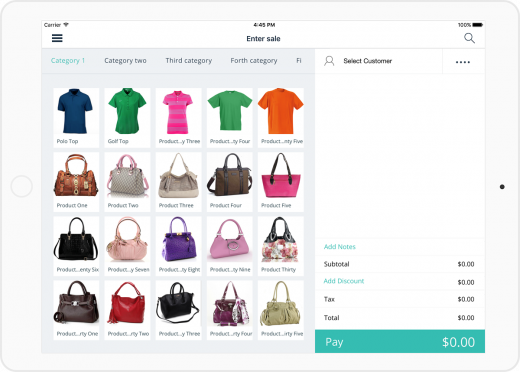 Carrier 4:45 PM 100%
Enter sale
Category 1 Category two Third category Forth category Fi
Select Customer
Polo Top Golf Top Product...y Three Product...ty Four Product...nty Five
Product One Product Two Product Three Product Four Product Five
Product...enty Six Product...y Seven Product...ty Eight Product...ty Nine Product Thirty
Product...rty One Product...rty Two Product...y Three Product...rty Four Product...irty Five
Add Notes
Subtotal $0.00
Add Discount $0.00
Tax $0.00
Total $0.00
Pay $0.00